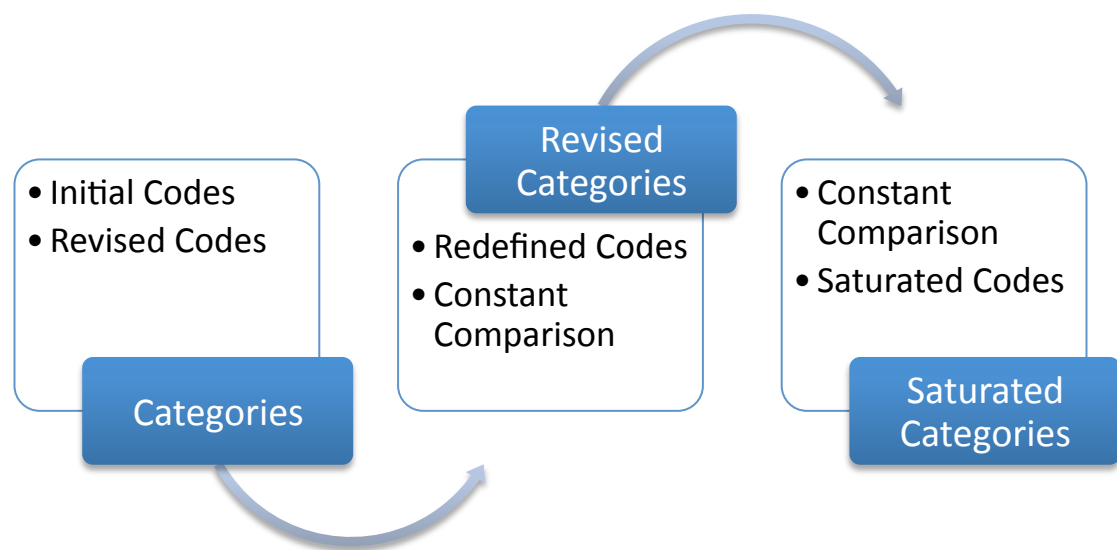 • Initial Codes
• Revised Codes
Categories
Revised
Categories
• Redefined Codes
• Constant
Comparison
• Constant
Comparison
• Saturated Codes
Saturated
Categories